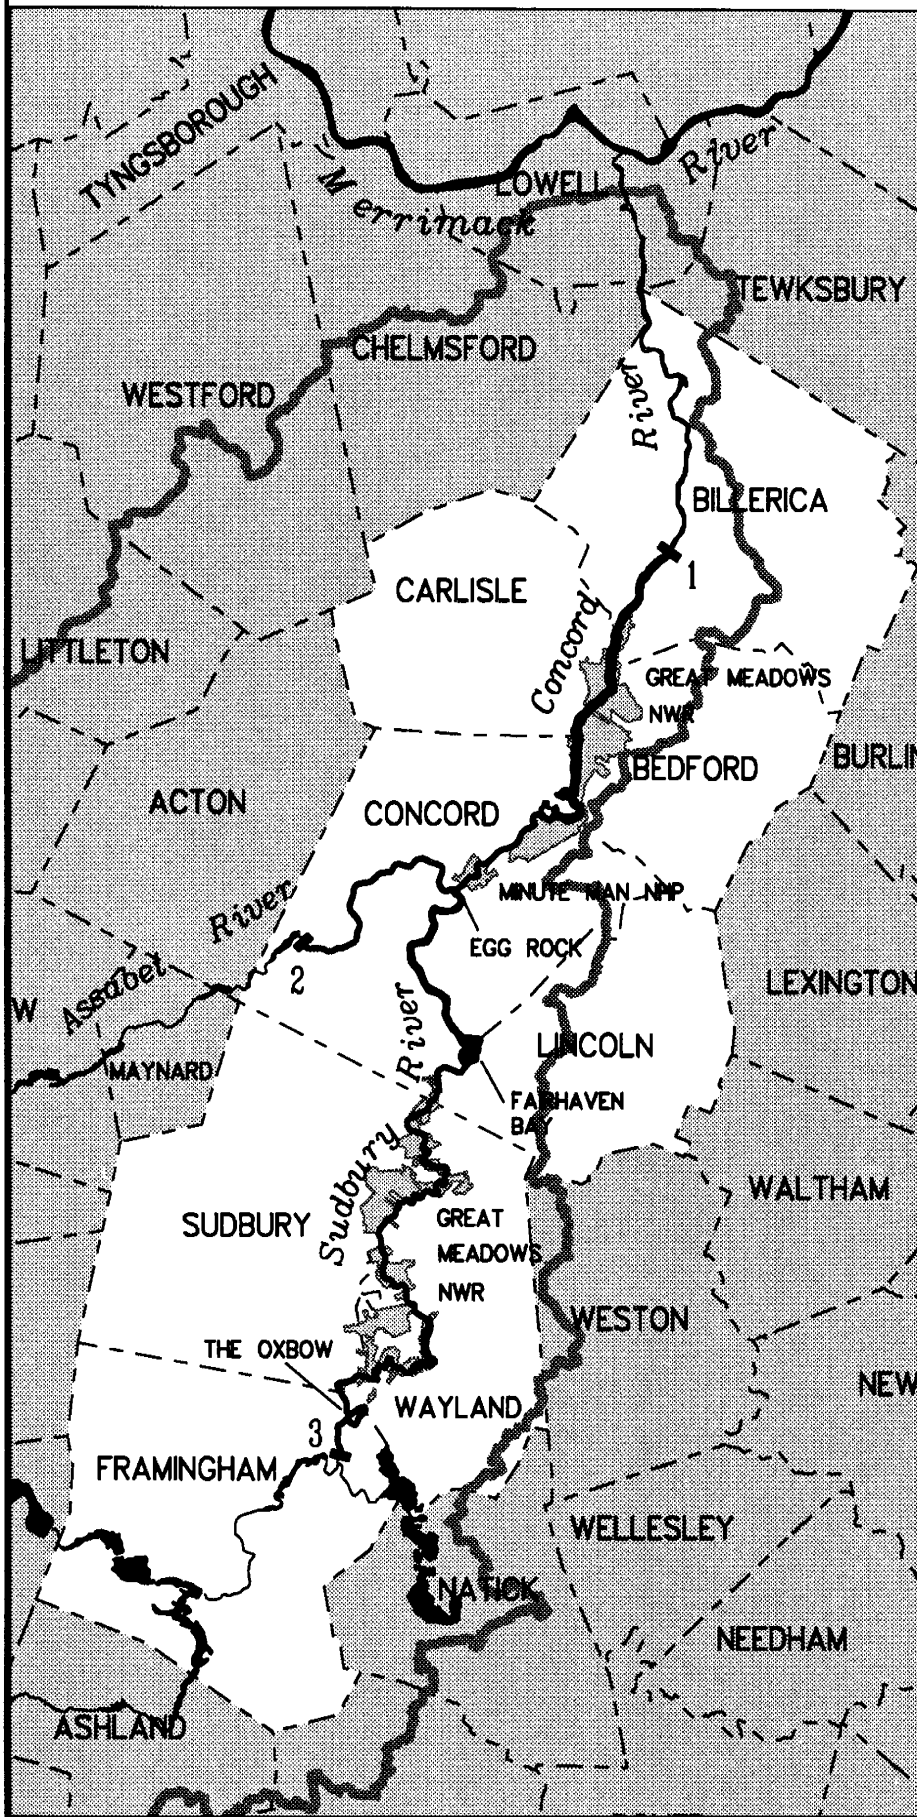 TYNGSBOROUGH
Merrimack River
LOWELL
TEWKSBURY
CHELMSFORD
WESTFORD
River
BILLERICA
1
CARLISLE
Concord
LITTLETON
GREAT MEADOWS
NWR
BEDFORD
BURLIN
ACTON
CONCORD
MINUTE MAN NHP
River
EGG ROCK
2
Assabet
W
LEXINGTON
River
LINCOLN
MAYNARD
FAIRHAVEN
BAY
Sudbury
WALTHAM
SUDBURY
GREAT
MEADOWS
NWR
WESTON
THE OXBOW
NEW
WAYLAND
3
FRAMINGHAM
WELLESLEY
NATICK
NEEDHAM
ASHLAND